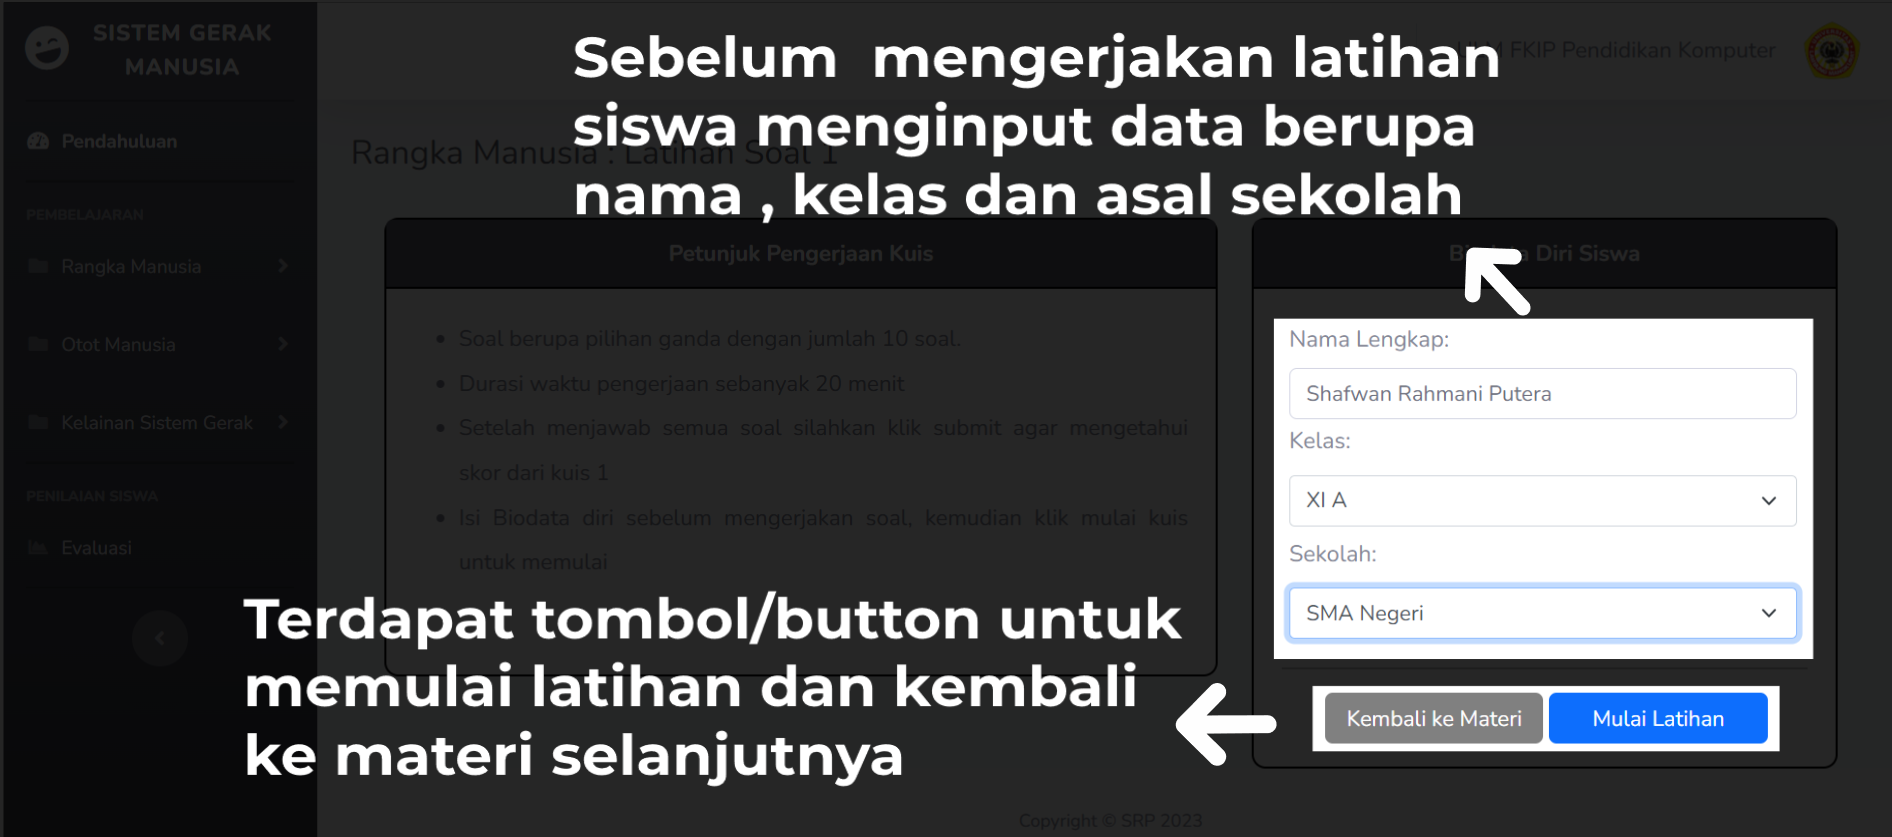 SISTEM GERAK
MANUSIA
Pendahuluan
PEMBELAJARAN
Rangka Manusia
Otot Manusia
Kelainan Sistem Gerak
PENILAIAN SISWA
Evaluasi
FKIP Pendidikan Komputer
Sebelum mengerjakan latihan
siswa menginput data berupa
nama , kelas dan asal sekolah
Rangka Manusia : Latihan Soal 1
Petunjuk Pengerjaan Kuis
Soal berupa pilihan ganda dengan jumlah 10 soal.
Durasi waktu pengerjaan sebanyak 20 menit
Setelah menjawab semua soal silahkan klik submit agar mengetahui
skor dari kuis 1
Isi Biodata diri sebelum mengerjakan soal, kemudian klik mulai kuis
untuk memulai
Diri Siswa
Nama Lengkap:
Shafwan Rahmani Putera
Kelas:
XI A
Sekolah:
SMA Negeri
Kembali ke Materi
Mulai Latihan
Terdapat tombol/button untuk
memulai latihan dan kembali
ke materi selanjutnya
Copyright © SRP 2023